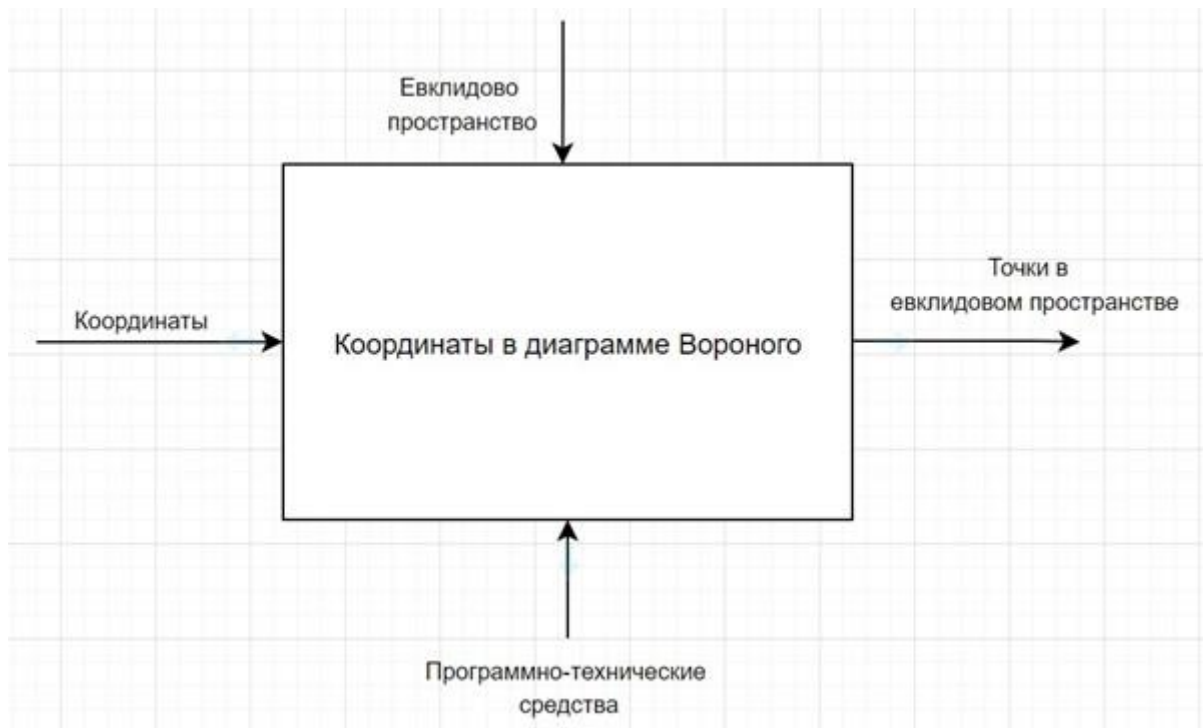 Евклидово
пространство
Точки в
евклидовом пространстве
Координаты
Координаты в диаграмме Вороного
Программно-технические
средства